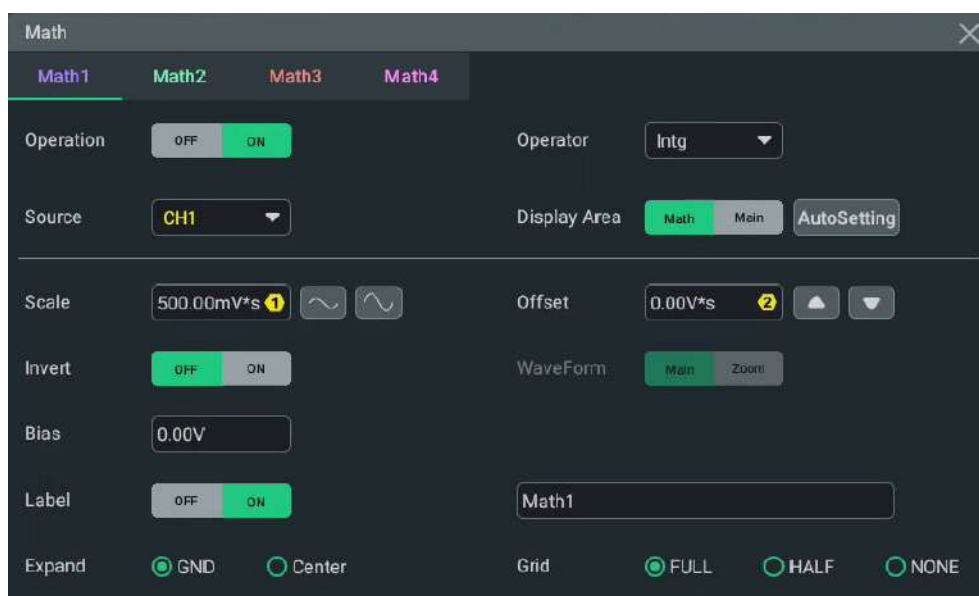 Math
Math1 Math2 Math3 Math4
Operation OFF ON Operator Intg
Source CH1 Display Area Math Main AutoSetting
Scale 500.00mV*s 1 Offset 0.00V*s 2
Invert OFF ON WaveForm Main Zoom
Bias 0.00V
Label OFF ON Math1
Expand GND Center Grid FULL HALF NONE